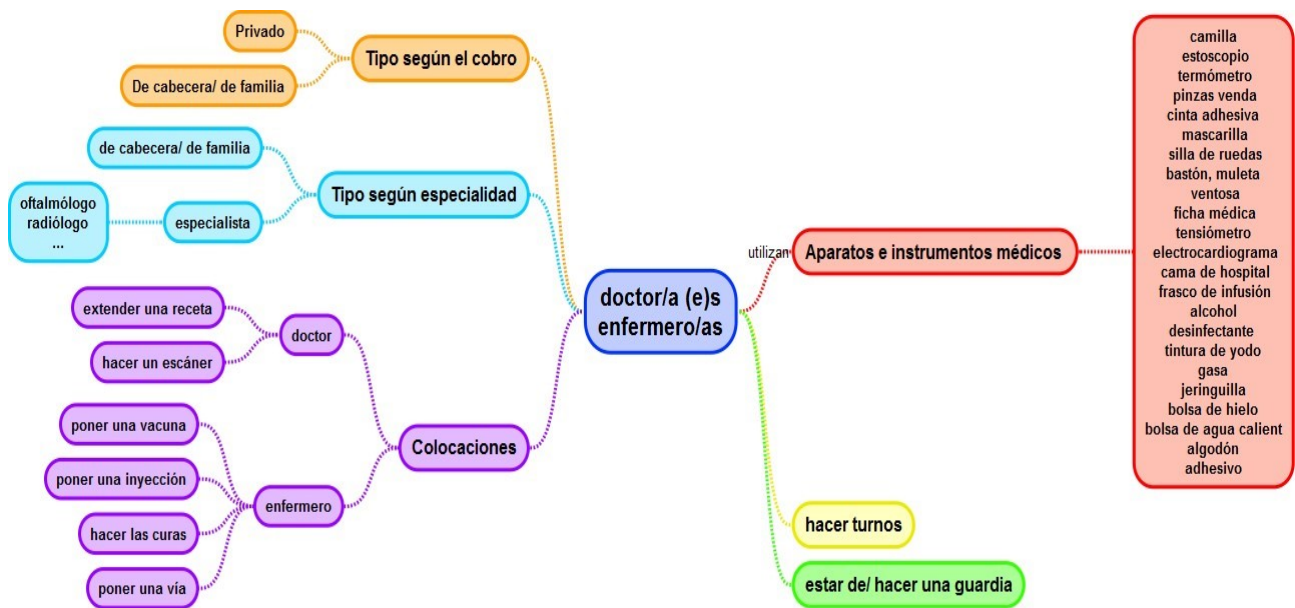 Privado
Tipo según el cobro
De cabecera/ de familia
de cabecera/ de familia
Tipo según especialidad
oftalmólogo
radiólogo
...
especialista
extender una receta
doctor
hacer un escáner
poner una vacuna
Colocaciones
poner una inyección
enfermero
hacer las curas
poner una vía
doctor/a (e)s
enfermero/as
utilizan
Aparatos e instrumentos médicos
camilla
estoscopio
termómetro
pinzas venda
cinta adhesiva
mascarilla
silla de ruedas
bastón, muleta
ventosa
ficha médica
tensiómetro
electrocardiograma
cama de hospital
frasco de infusión
alcohol
desinfectante
tintura de yodo
gasa
jeringuilla
bolsa de hielo
bolsa de agua calient
algodón
adhesivo
hacer turnos
estar de/ hacer una guardia